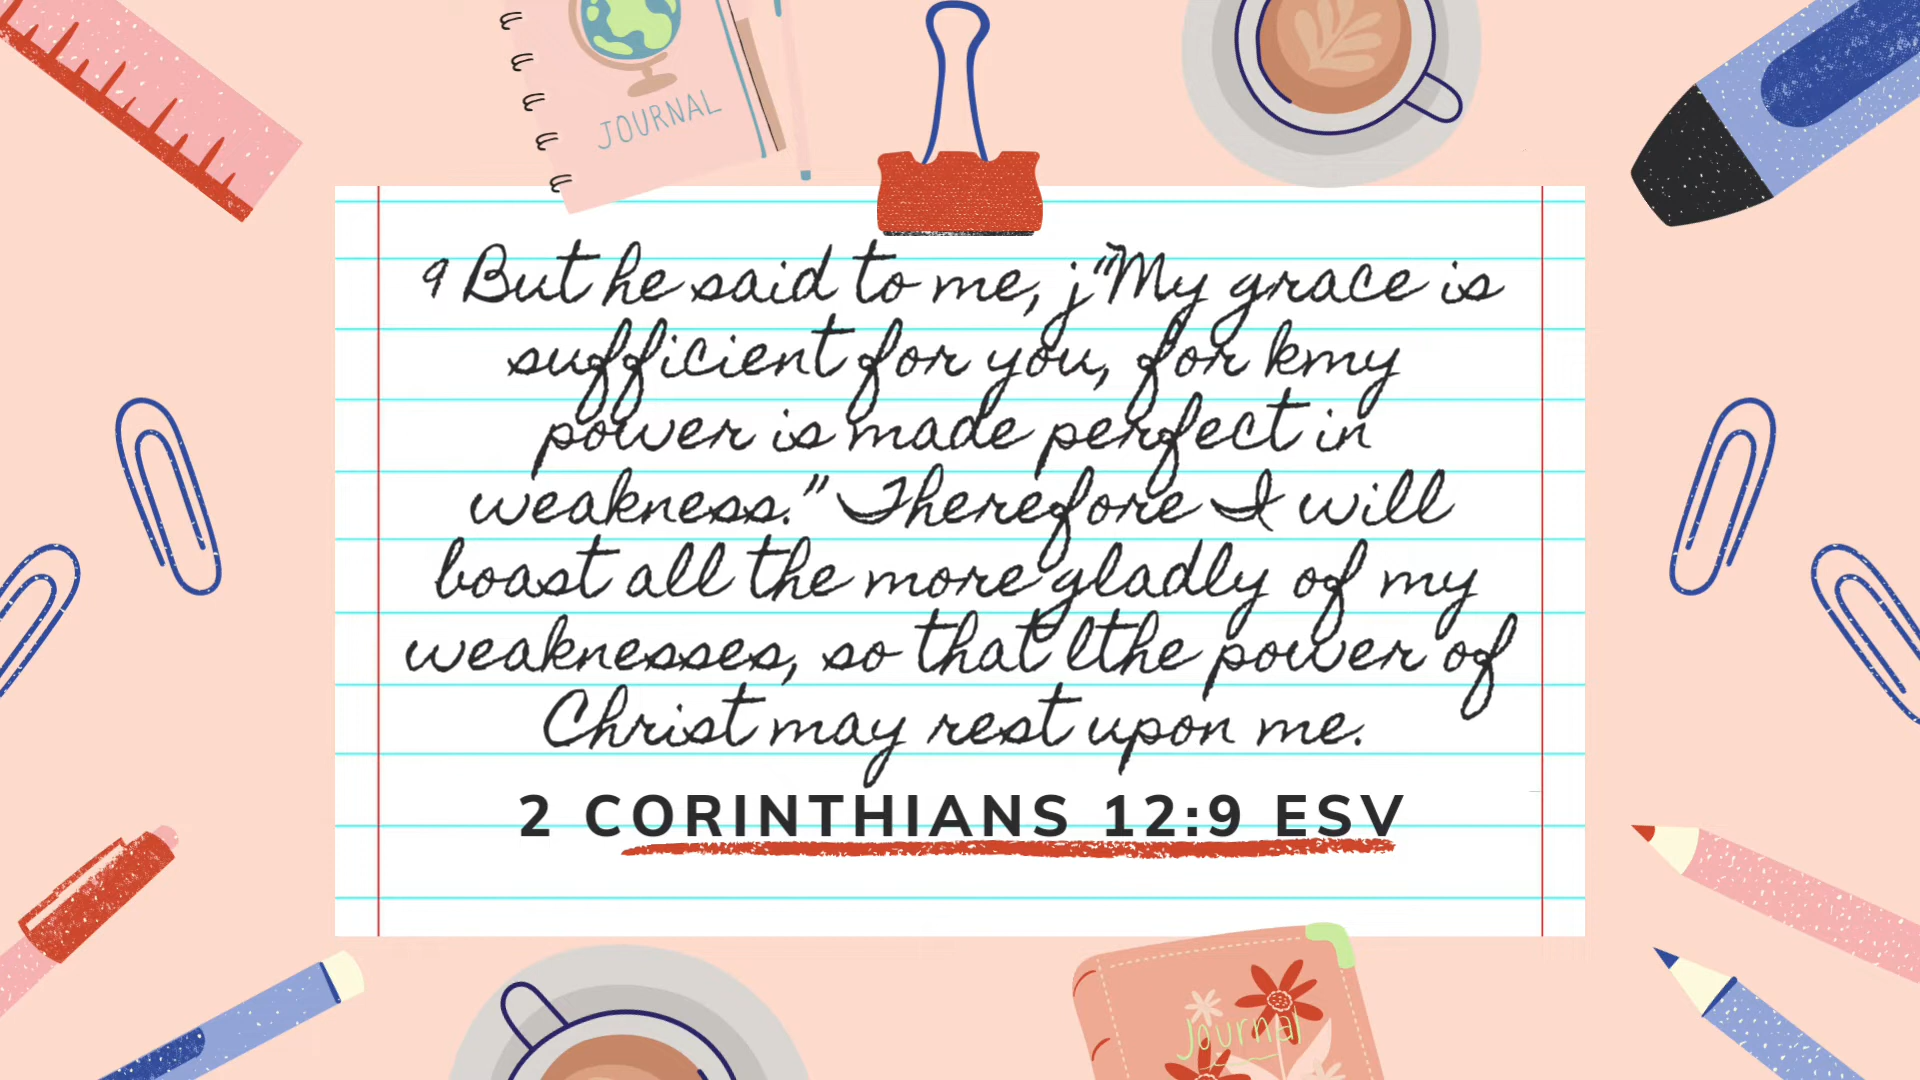 JOURNAL
9 But he said to me, j"My grace is
sufficient for you, for kmy
power is made perfect in
weakness." Therefore I will
boast all the more gladly of my
weaknesses, so that lthe power of
Christ may rest upon me.
2 CORINTHIANS 12:9 ESV
Journal